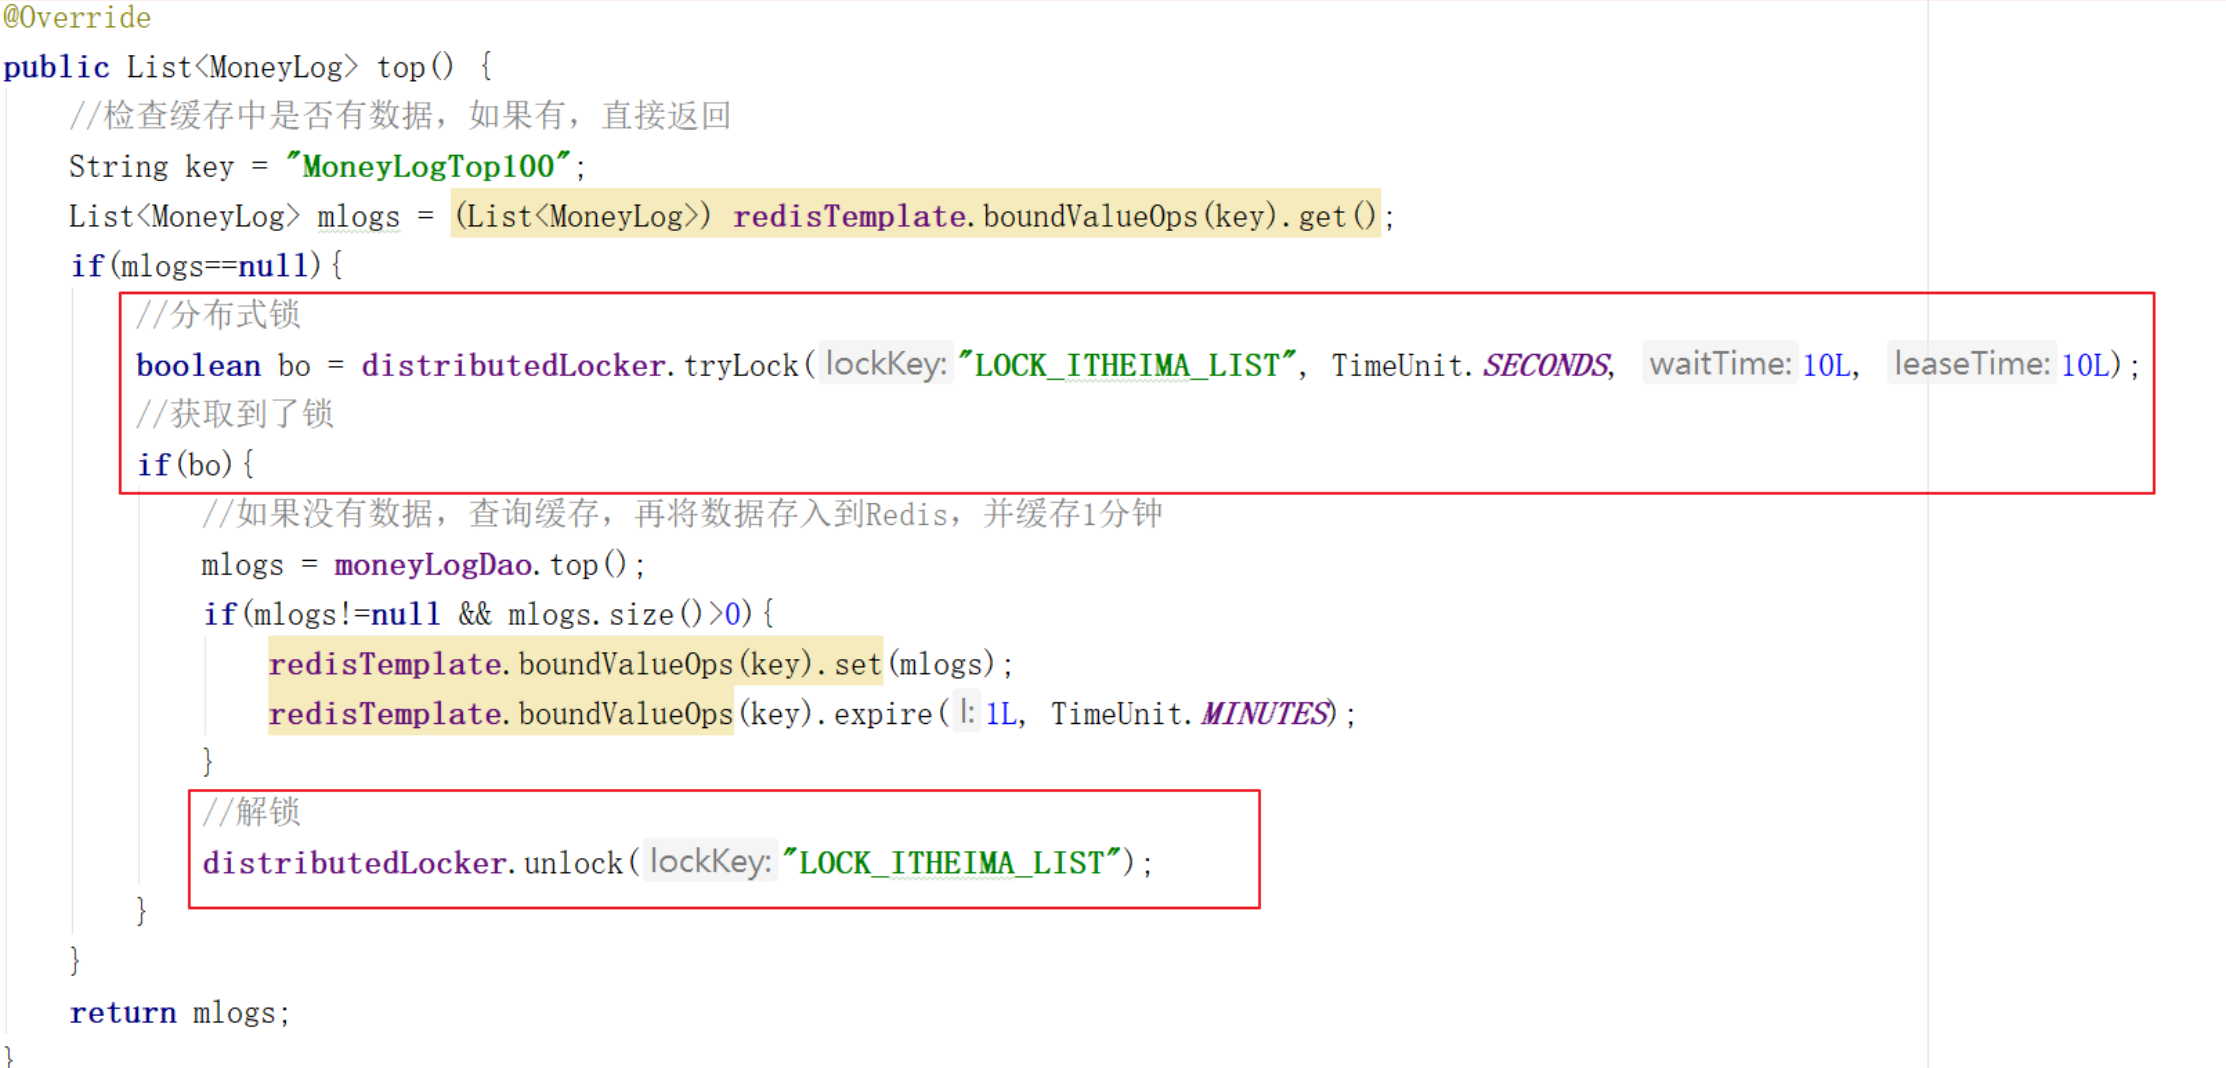 @Override
public List<MoneyLog> top() {
//检查缓存中是否有数据，如果有，直接返回
String key = "MoneyLogTop100";
List<MoneyLog> mlogs = (List<MoneyLog>) redisTemplate.boundValueOps(key).get();
if(mlogs==null){
//分布式锁
boolean bo = distributedLocker.tryLock( lockKey: "LOCK_ITHEIMA_LIST", TimeUnit.SECONDS, waitTime: 10L, leaseTime: 10L);
//获取到了锁
if(bo){
//如果没有数据，查询缓存，再将数据存入到Redis，并缓存1分钟
mlogs = moneyLogDao.top();
if(mlogs!=null && mlogs.size()>0){
redisTemplate.boundValueOps(key).set(mlogs);
redisTemplate.boundValueOps(key).expire( l: 1L, TimeUnit.MINUTES);
}
//解锁
distributedLocker.unlock( lockKey: "LOCK_ITHEIMA_LIST");
}
}
return mlogs;
}